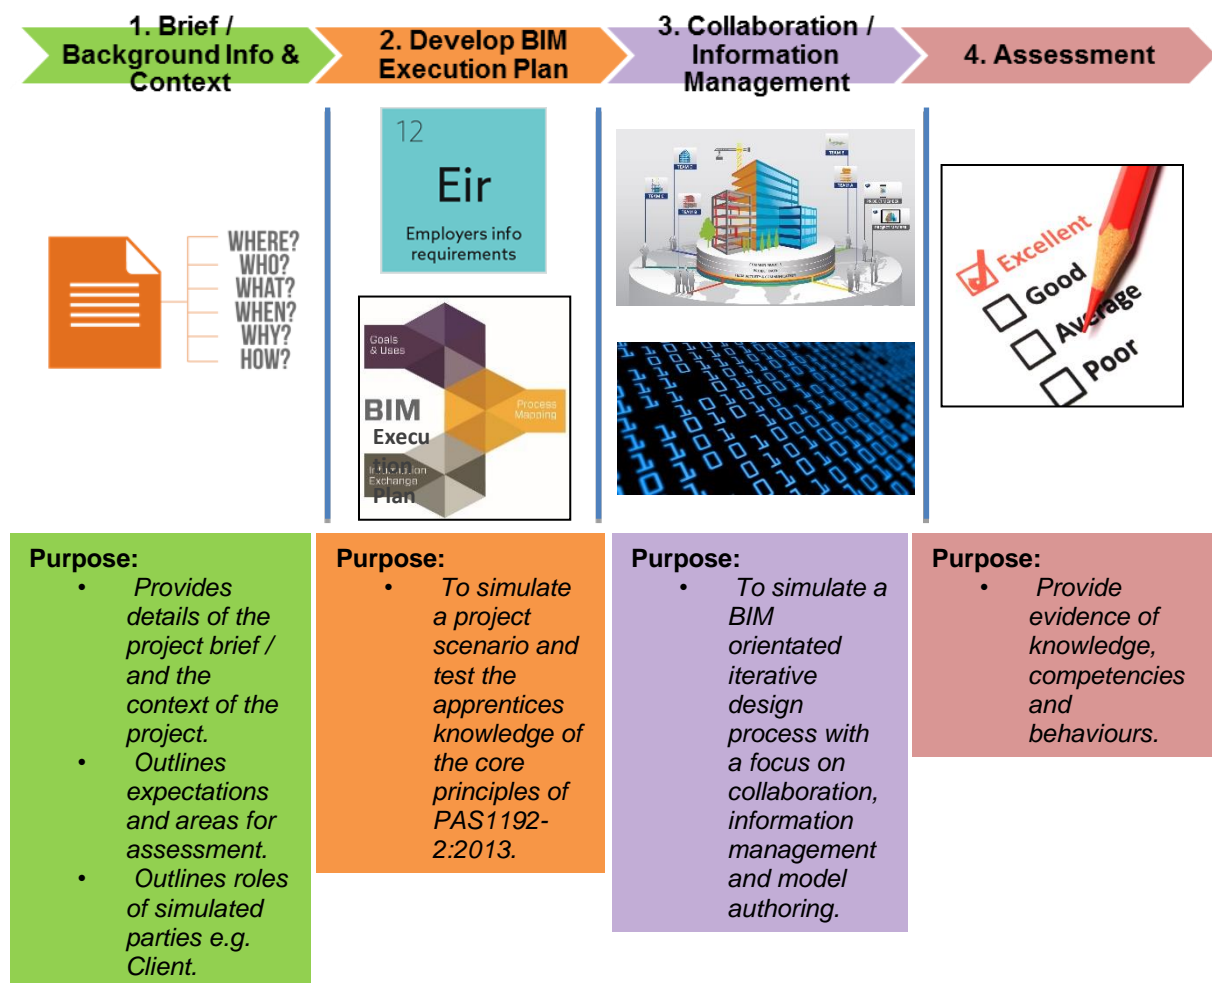 1. Brief /
Background Info &
Context
2. Develop BIM
Execution Plan
3. Collaboration /
Information
Management
4. Assessment
WHERE?
WHO?
WHAT?
WHEN?
WHY?
HOW?
12
Eir
Employers info
requirements
Goals
& Uses
Process
Mapping
BIM
Execu
tion
Information
Exchange
Plan
Excellent
Good
Average
Poor
Purpose:
• Provides
details of the
project brief /
and the
context of the
project.
• Outlines
expectations
and areas for
assessment.
• Outlines roles
of simulated
parties e.g.
Client.
Purpose:
• To simulate
a project
scenario and
test the
apprentices
knowledge of
the core
principles of
PAS1192-
2:2013.
Purpose:
• To simulate a
BIM
orientated
iterative
design
process with
a focus on
collaboration,
information
management
and model
authoring.
Purpose:
• Provide
evidence of
knowledge,
competencies
and
behaviours.